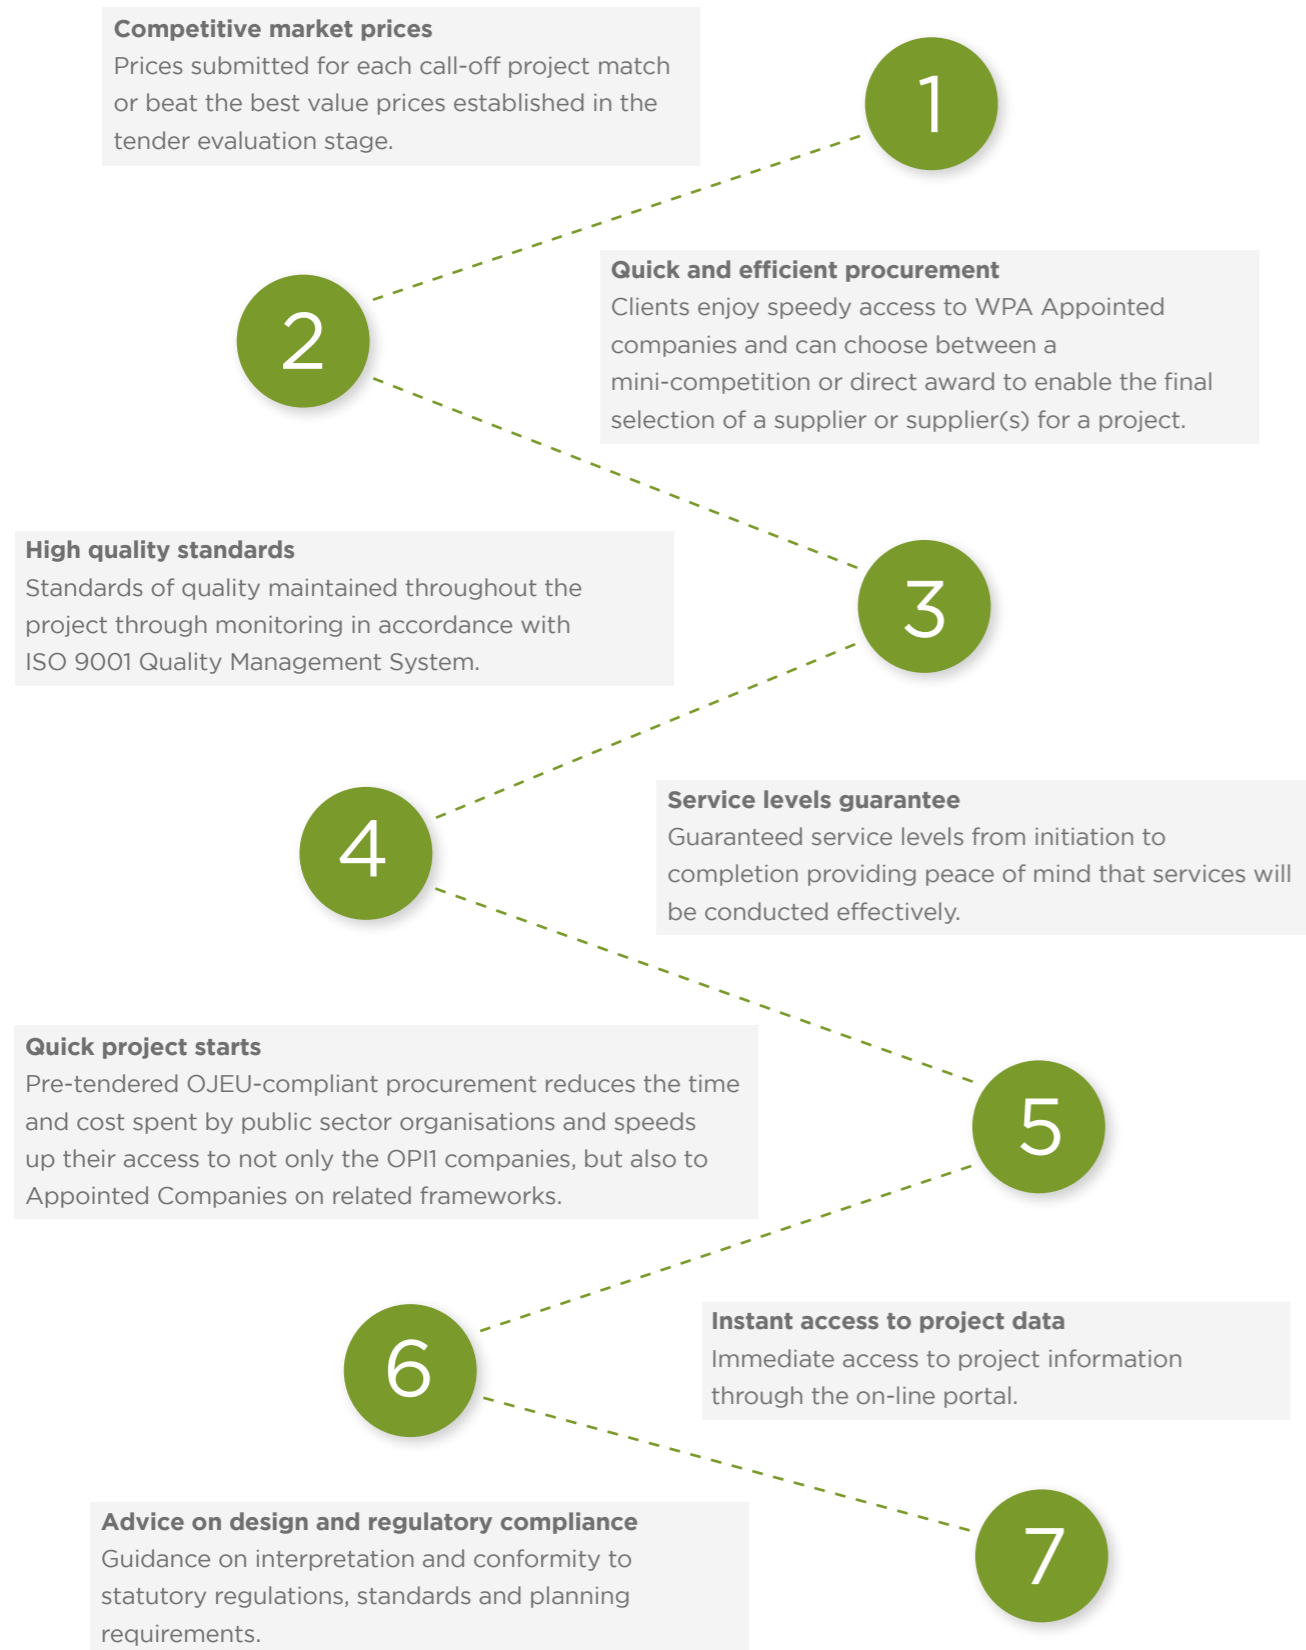 Competitive market prices
Prices submitted for each call-off project match
or beat the best value prices established in the
tender evaluation stage.
1
2
Quick and efficient procurement
Clients enjoy speedy access to WPA Appointed
companies and can choose between a
mini-competition or direct award to enable the final
selection of a supplier or supplier(s) for a project.
High quality standards
Standards of quality maintained throughout the
project through monitoring in accordance with
ISO 9001 Quality Management System.
3
4
Service levels guarantee
Guaranteed service levels from initiation to
completion providing peace of mind that services will
be conducted effectively.
Quick project starts
Pre-tendered OJEU-compliant procurement reduces the time
and cost spent by public sector organisations and speeds
up their access to not only the OPI1 companies, but also to
Appointed Companies on related frameworks.
5
6
Instant access to project data
Immediate access to project information
through the on-line portal.
Advice on design and regulatory compliance
Guidance on interpretation and conformity to
statutory regulations, standards and planning
requirements.
7